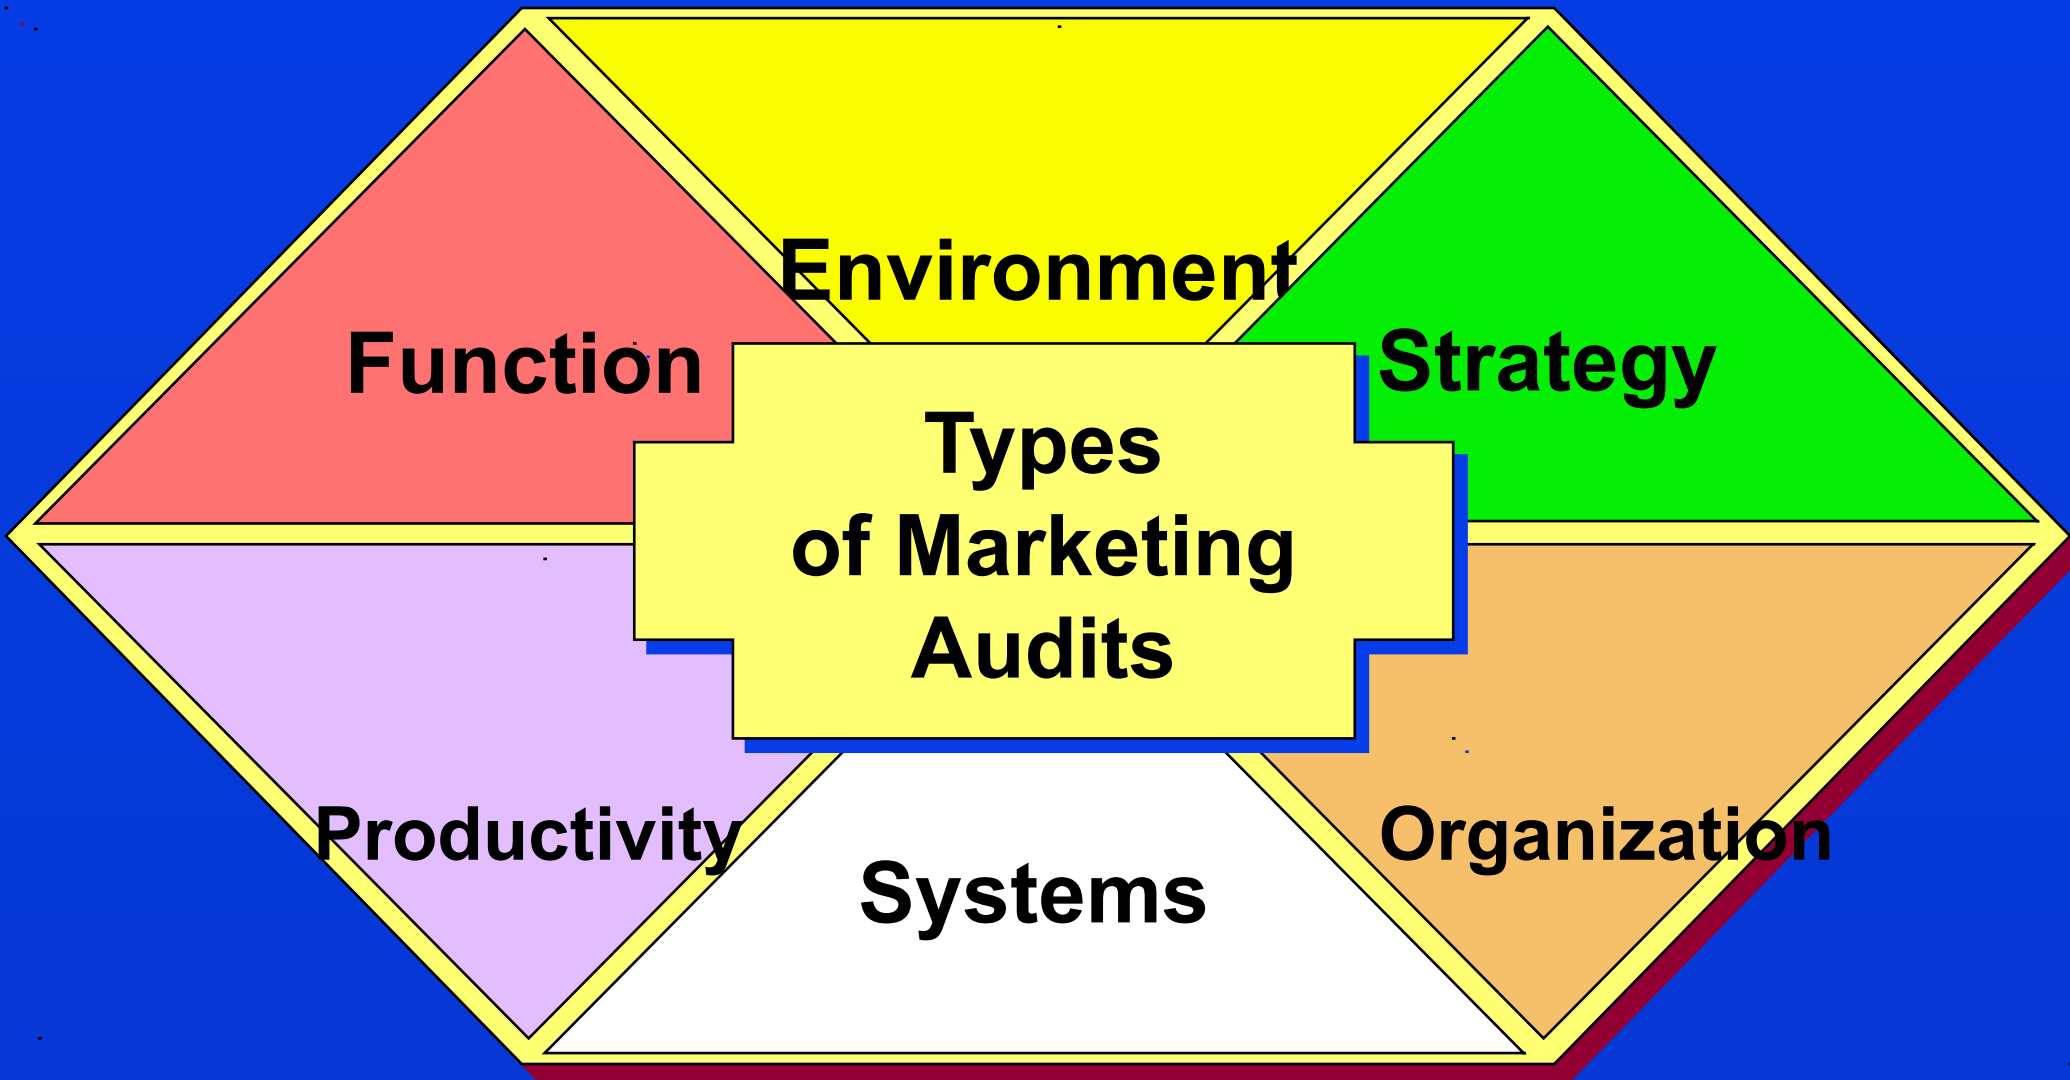 Environment
Function
Strategy
Types
of Marketing
Audits
Productivity
Organization
Systems